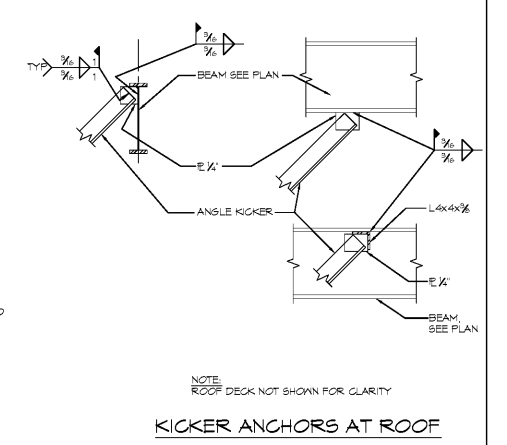 3/16
3/16
TYP
3/16
3/16
1
1
BEAM SEE PLAN
PL 1/4"
3/16
3/16
ANGLE KICKER
L4x4x3/8
PL 1/4"
BEAM,
SEE PLAN
NOTE:
ROOF DECK NOT SHOWN FOR CLARITY
KICKER ANCHORS AT ROOF